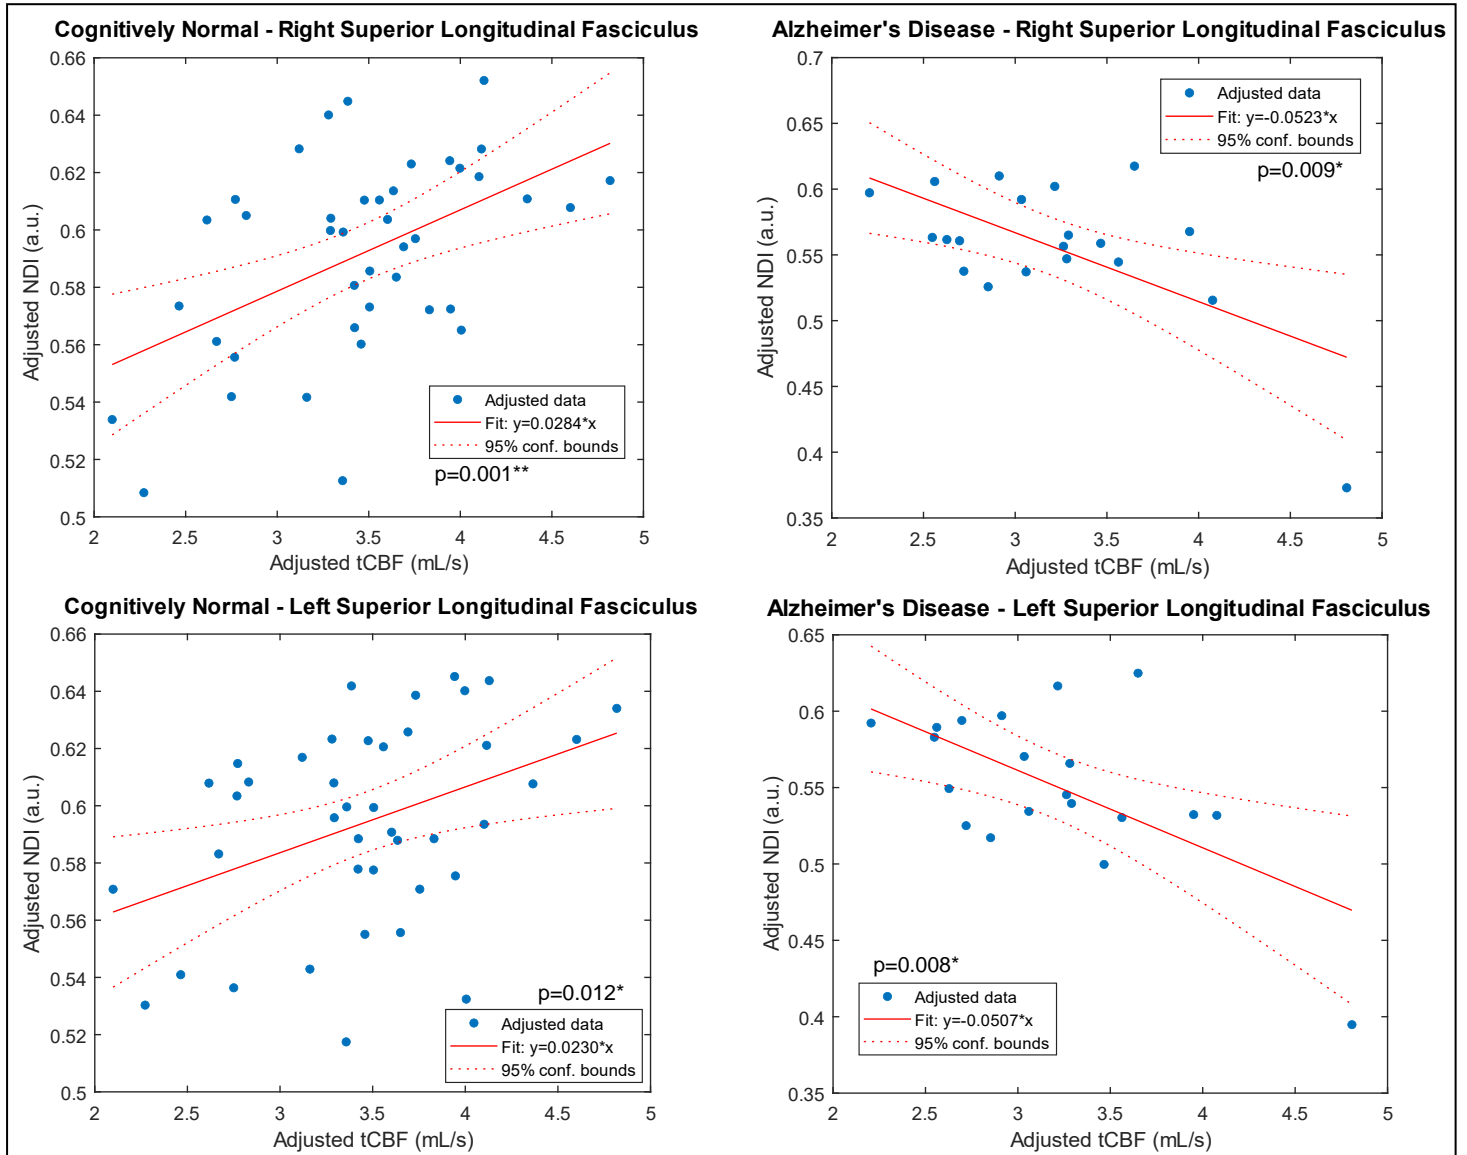 Cognitively Normal - Right Superior Longitudinal Fasciculus
0.66
0.64
0.62
0.6
0.58
0.56
0.54
0.52
0.5
Adjusted NDI (a.u.)
Adjusted data
Fit: y=0.0284*x
95% conf. bounds
p=0.001**
2 2.5 3 3.5 4 4.5 5
Adjusted tCBF (mL/s)
Alzheimer's Disease - Right Superior Longitudinal Fasciculus
0.7
0.65
0.6
0.55
0.5
0.45
0.4
0.35
Adjusted NDI (a.u.)
Adjusted data
Fit: y=-0.0523*x
95% conf. bounds
p=0.009*
2 2.5 3 3.5 4 4.5 5
Adjusted tCBF (mL/s)
Cognitively Normal - Left Superior Longitudinal Fasciculus
0.66
0.64
0.62
0.6
0.58
0.56
0.54
0.52
0.5
Adjusted NDI (a.u.)
p=0.012*
Adjusted data
Fit: y=0.0230*x
95% conf. bounds
2 2.5 3 3.5 4 4.5 5
Adjusted tCBF (mL/s)
Alzheimer's Disease - Left Superior Longitudinal Fasciculus
0.65
0.6
0.55
0.5
0.45
0.4
0.35
Adjusted NDI (a.u.)
p=0.008*
Adjusted data
Fit: y=-0.0507*x
95% conf. bounds
2 2.5 3 3.5 4 4.5 5
Adjusted tCBF (mL/s)